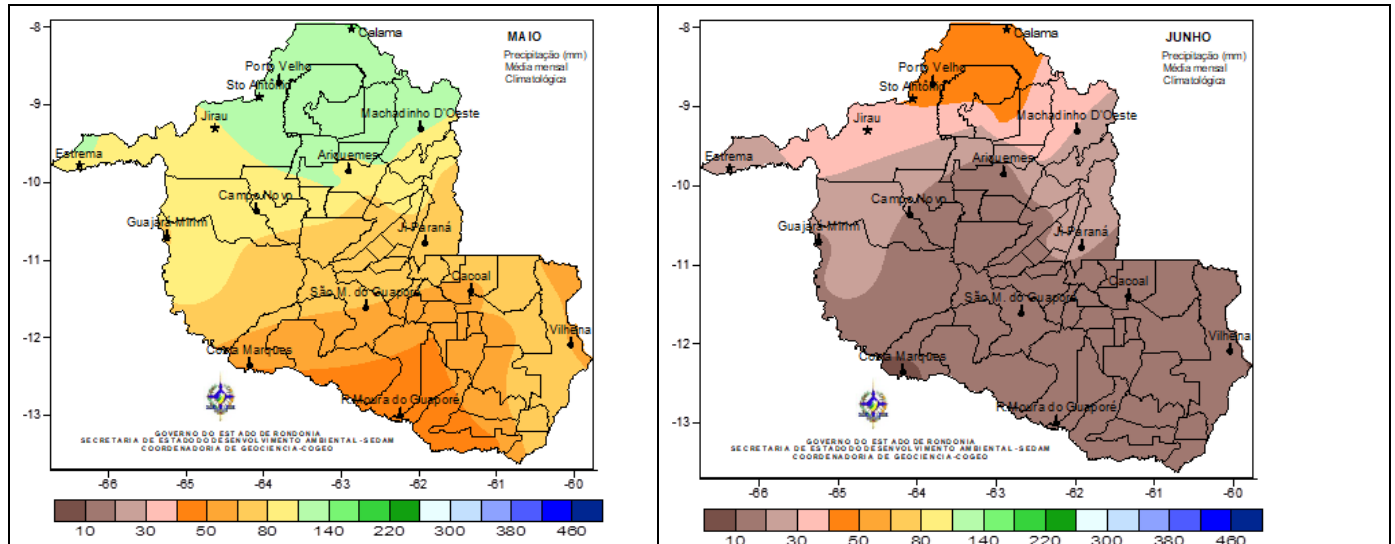 MAIO
Precipitação (mm)
Média mensal
Climatológica
-8
-9
-10
-11
-12
-13
Calama
Porto Velho
Sto Antônio
Jirau
Machadinho D'Oeste
Estrema
Ariquemes
Campo Novo
Guajará-Mirim
Ji-Paraná
Cacoal
São M. do Guaporé
Vilhena
Costa Marques
R.Moura do Guaporé
GOVERNO DO ESTADO DE RONDONIA
SECRETARIA DE ESTADO DO DESENVOLVIMENTO AMBIENTAL -SEDAM
COORDENADORIA DE GEOCIENCIA-COGEO
-66 -65 -64 -63 -62 -61 -60
10 30 50 80 140 220 300 380 460
JUNHO
Precipitação (mm)
Média mensal
Climatológica
-8
-9
-10
-11
-12
-13
Calama
Porto Velho
Sto Antônio
Jirau
Machadinho D'Oeste
Estrema
Ariquemes
Campo Novo
Guajará-Mirim
Ji-Paraná
Cacoal
São M. do Guaporé
Vilhena
Costa Marques
R.Moura do Guaporé
GOVERNO DO ESTADO DE RONDONIA
SECRETARIA DE ESTADO DO DESENVOLVIMENTO AMBIENTAL -SEDAM
COORDENADORIA DE GEOCIENCIA-COGEO
-66 -65 -64 -63 -62 -61 -60
10 30 50 80 140 220 300 380 460